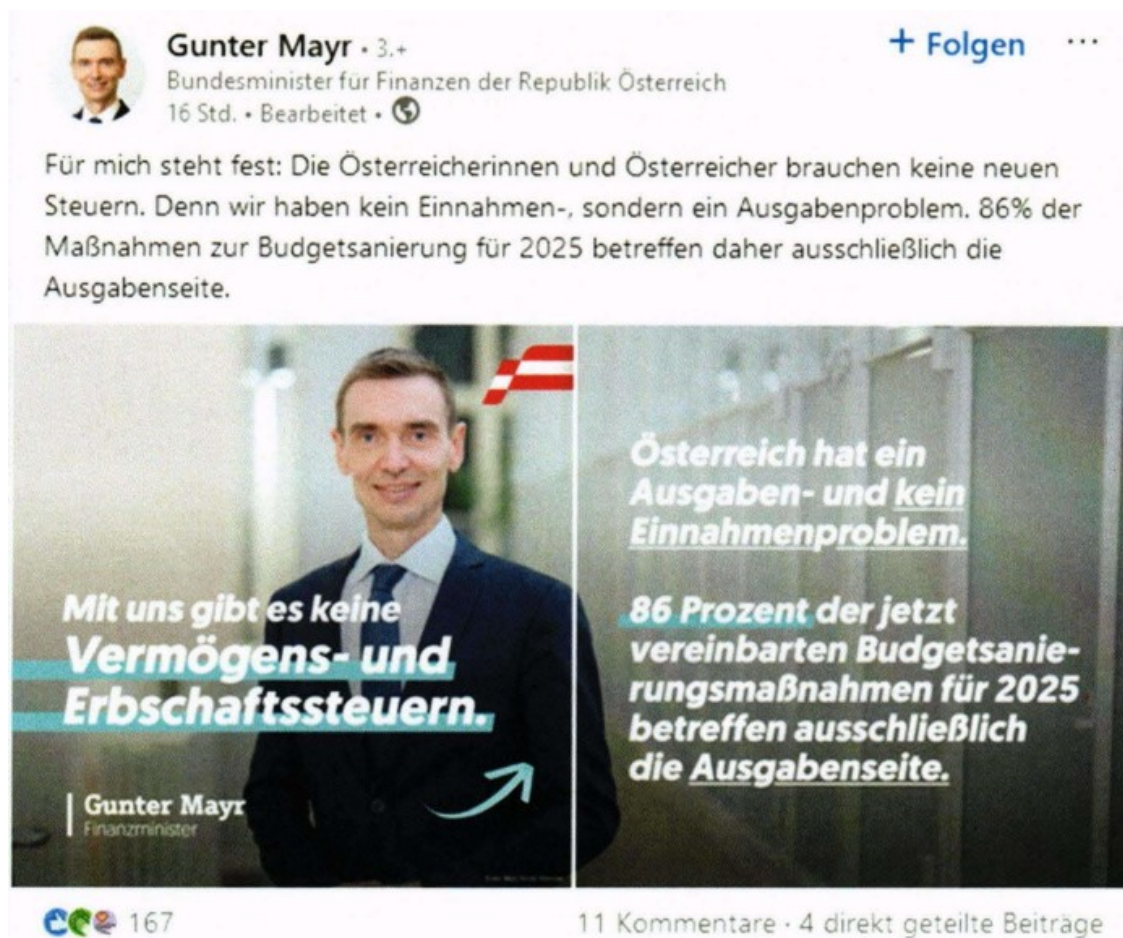 Gunter Mayr • 3.+
+ Folgen ...
Bundesminister für Finanzen der Republik Österreich
16 Std. • Bearbeitet •
Für mich steht fest: Die Österreicherinnen und Österreicher brauchen keine neuen
Steuern. Denn wir haben kein Einnahmen-, sondern ein Ausgabenproblem. 86% der
Maßnahmen zur Budgetsanierung für 2025 betreffen daher ausschließlich die
Ausgabenseite.
Mit uns gibt es keine
Vermögens- und
Erbschaftssteuern.
Gunter Mayr
Finanzminister
Österreich hat ein
Ausgaben- und kein
Einnahmenproblem.
86 Prozent der jetzt
vereinbarten Budgetsanie-
rungsmaßnahmen für 2025
betreffen ausschließlich
die Ausgabenseite.
167
11 Kommentare · 4 direkt geteilte Beiträge